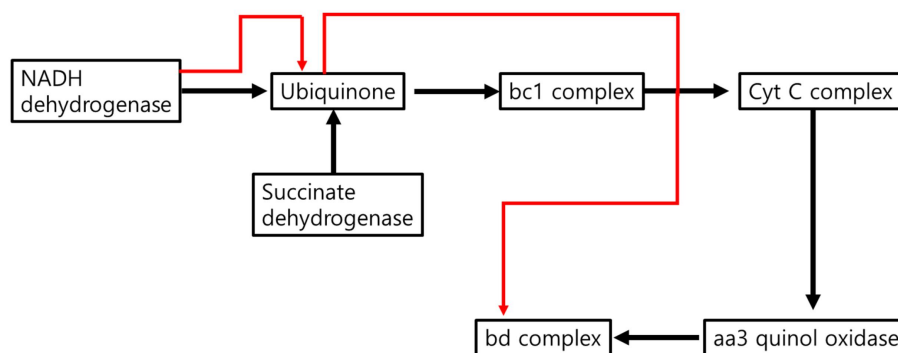 NADH
dehydrogenase
Ubiquinone
bc1 complex
Cyt C complex
Succinate
dehydrogenase
bd complex
aa3 quinol oxidase